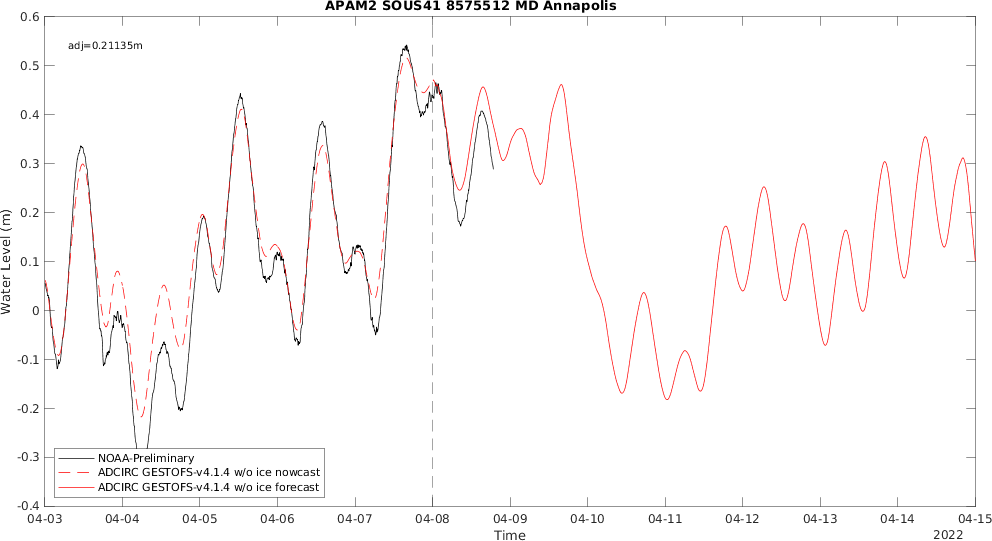 APAM2 SOUS41 8575512 MD Annapolis
adj=0.21135m
0.6
0.5
0.4
0.3
0.2
0.1
0
-0.1
-0.2
-0.3
-0.4
Water Level (m)
NOAA-Preliminary
ADCIRC GESTOFS-v4.1.4 w/o ice nowcast
ADCIRC GESTOFS-v4.1.4 w/o ice forecast
04-03 04-04 04-05 04-06 04-07 04-08 04-09 04-10 04-11 04-12 04-13 04-14 04-15
Time
2022